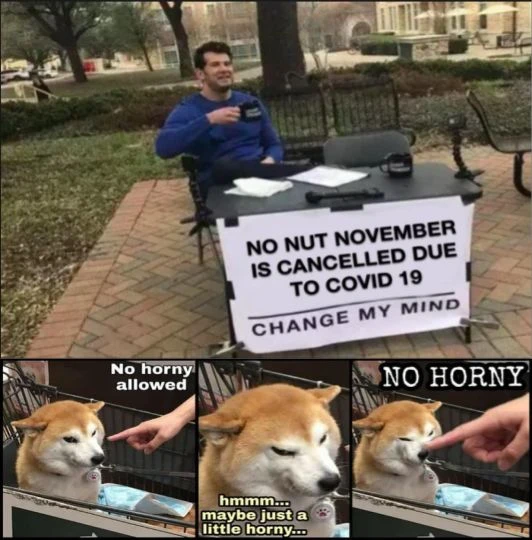 NO NUT NOVEMBER
IS CANCELLED DUE
TO COVID 19
CHANGE MY MIND
No horny
allowed
hmmm...
maybe just a
little horny...
NO HORNY